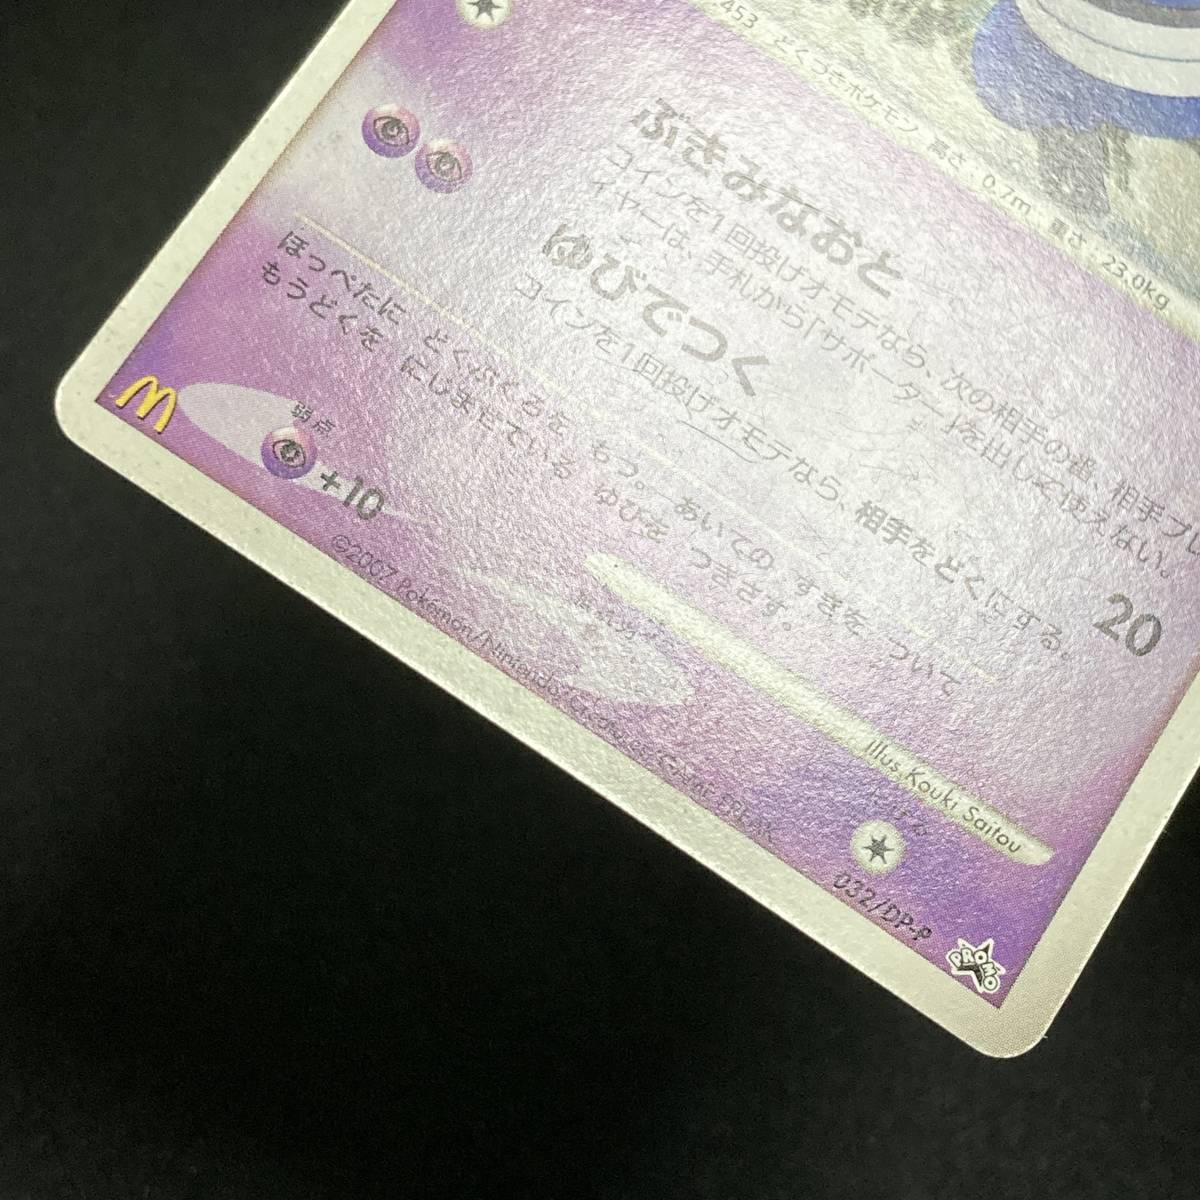 453 どくづきポケモン 高さ:0.7m 重さ:23.0kg
ぶきみなおと
コインを1回投げオモテなら、次の相手の番、相手プレ
イヤーは、手札から「サポーター」を出して使えない。
ゆびでつく 20
コインを1回投げオモテなら、相手をどくにする。
ほっぺたに どくぶくろを もつ。あいての すきを ついて
もうどくを にじませている ゆびを つきさす。
Illus. Kouki Saitou
弱点
+10
抵抗力
にげる
©2007 Pokémon/Nintendo/Creatures/GAME FREAK.
032/DP-P
PROMO